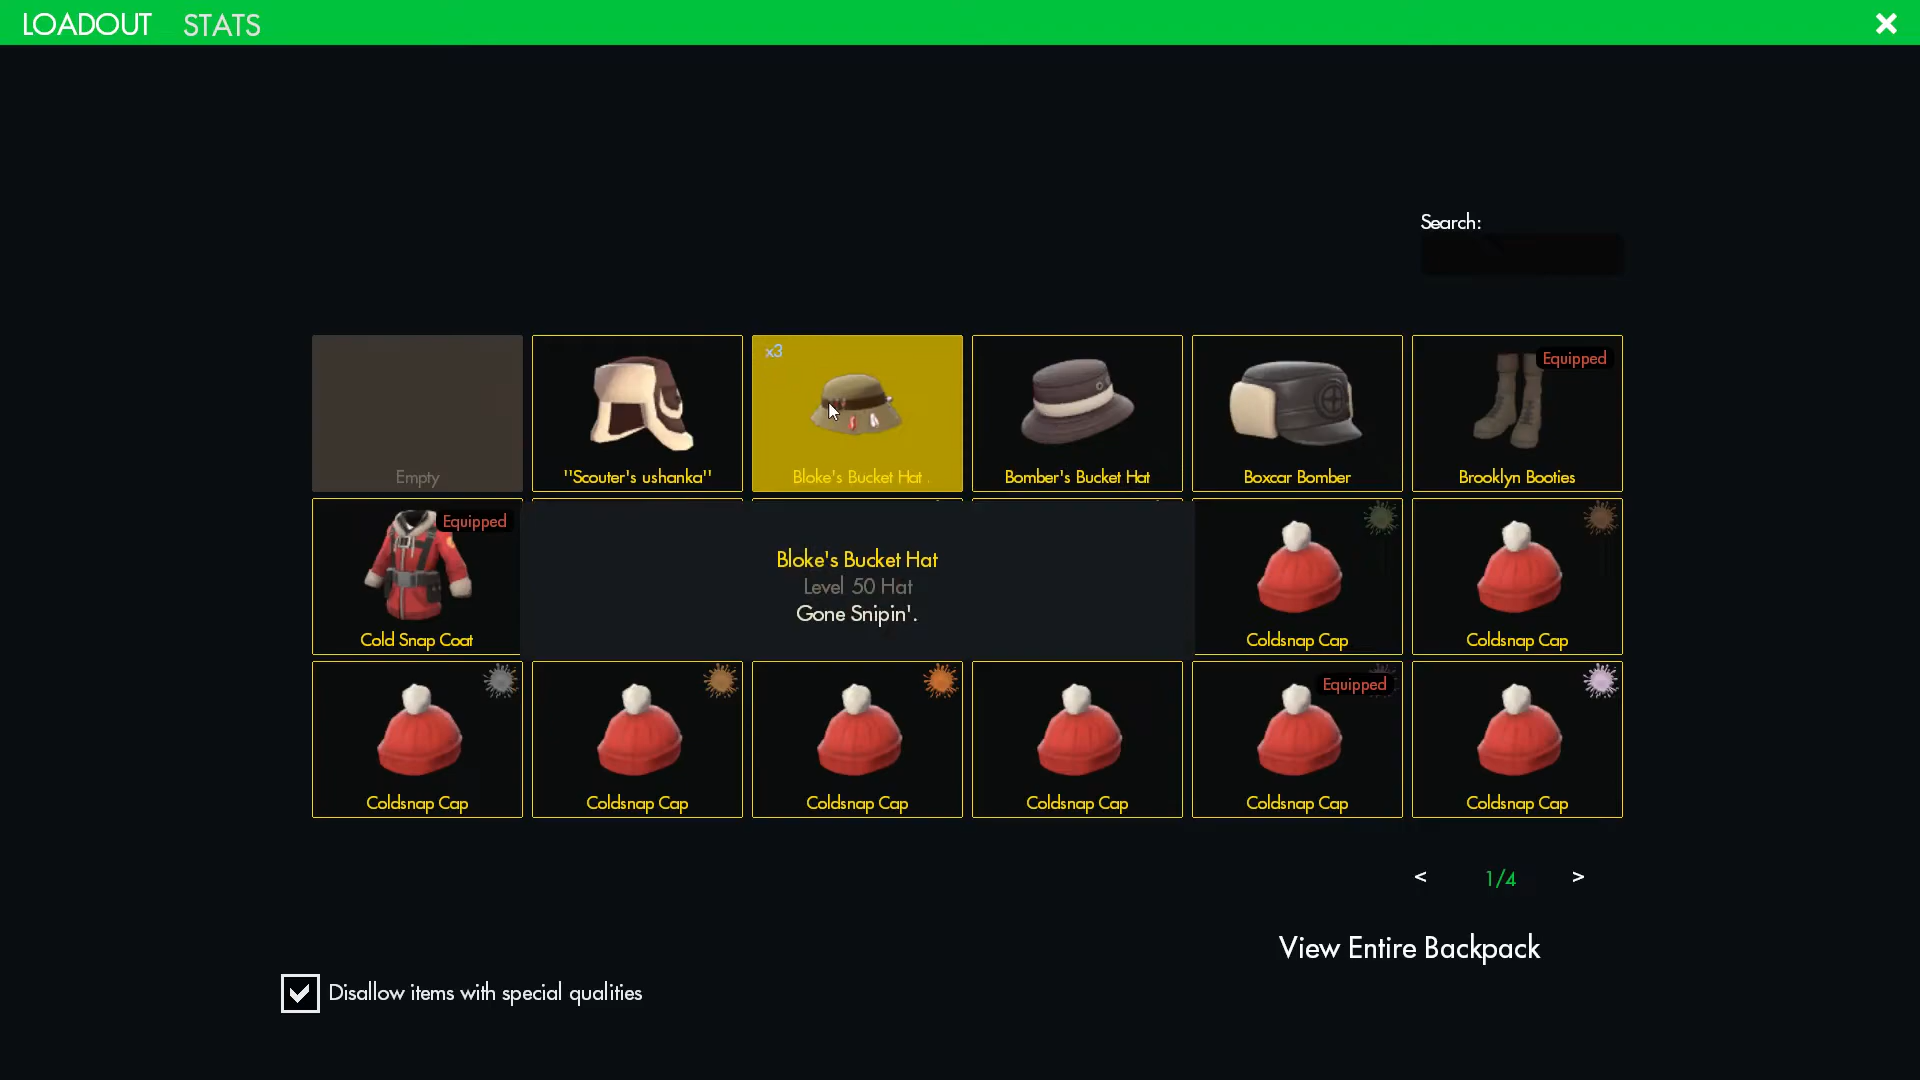 LOADOUT STATS
Search:
x3
Equipped
Empty
''Scouter's ushanka''
Bloke's Bucket Hat .
Bomber's Bucket Hat
Boxcar Bomber
Brooklyn Booties
Equipped
Cold Snap Coat
Bloke's Bucket Hat
Level 50 Hat
Gone Snipin'.
Coldsnap Cap
Coldsnap Cap
Equipped
Coldsnap Cap
Coldsnap Cap
Coldsnap Cap
Coldsnap Cap
Coldsnap Cap
Coldsnap Cap
< 1/4 >
View Entire Backpack
Disallow items with special qualities